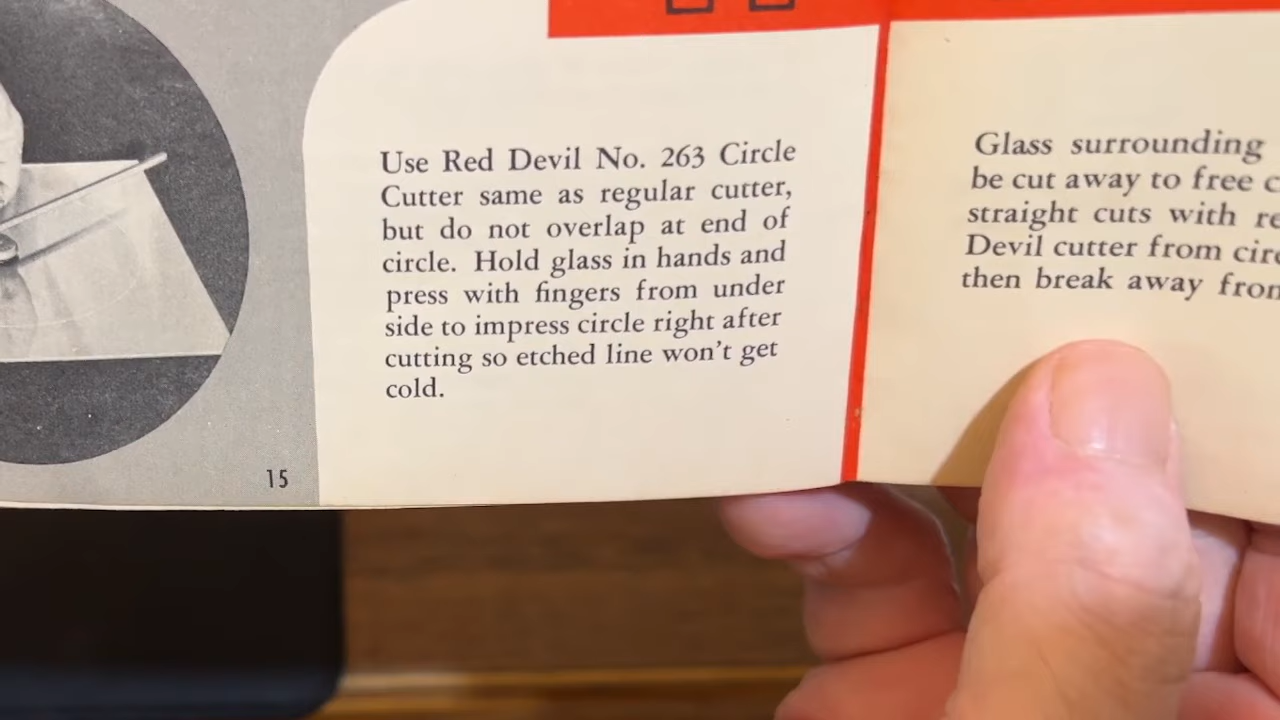 Use Red Devil No. 263 Circle
Cutter same as regular cutter,
but do not overlap at end of
circle. Hold glass in hands and
press with fingers from under
side to impress circle right after
cutting so etched line won't get
cold.
15
Glass surrounding
be cut away to free
straight cuts with
Devil cutter from
then break away from